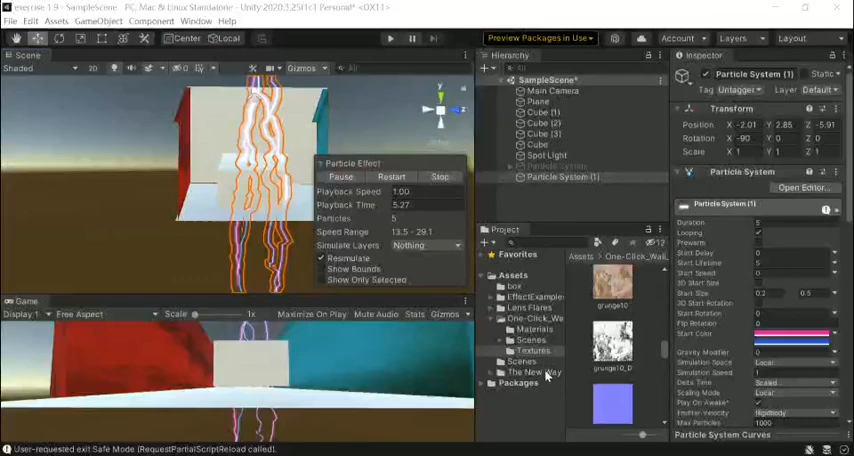 exercise 1.9 - SampleScene - PC, Mac & Linux Standalone - Unity 2020.3.25f1c1 Personal* <DX11>
File Edit Assets GameObject Component Window Help
Center Local Preview Packages in Use Account Layers Layout
Scene
Shaded 2D Gizmos All
Particle Effect
Pause Restart Stop
Playback Speed 1.00
Playback Time 5.27
Particles 5
Speed Range 13.5 - 29.1
Simulate Layers Nothing
Resimulate
Show Bounds
Show Only Selected
Game
Display 1 Free Aspect Scale 1x Maximize On Play Mute Audio Stats Gizmos
Hierarchy
All
SampleScene*
Main Camera
Plane
Cube (1)
Cube (2)
Cube (3)
Cube
Spot Light
Particle System
Particle System (1)
Project
12
Favorites
Assets
box
EffectExample
Lens Flares
One-Click_We
Materials
Scenes
Textures
Scenes
The New Way
Packages
Assets > One-Click_Wall_
grunge10
grunge10_D
Inspector
Particle System (1) Static
Tag Untagged Layer Default
Transform
Position X -2.01 Y 2.85 Z -5.91
Rotation X -90 Y 0 Z 0
Scale X 1 Y 1 Z 1
Particle System
Open Editor...
Particle System (1)
Duration 5
Looping
Prewarm
Start Delay 0
Start Lifetime 5
Start Speed 0
3D Start Size
Start Size 0.2 0.5
3D Start Rotation
Start Rotation 0
Flip Rotation 0
Start Color
Gravity Modifier 0
Simulation Space Local
Simulation Speed 1
Delta Time Scaled
Scaling Mode Local
Play On Awake*
Emitter Velocity Rigidbody
Max Particles 1000
Particle System Curves
User-requested exit Safe Mode (RequestPartialScriptReload called).